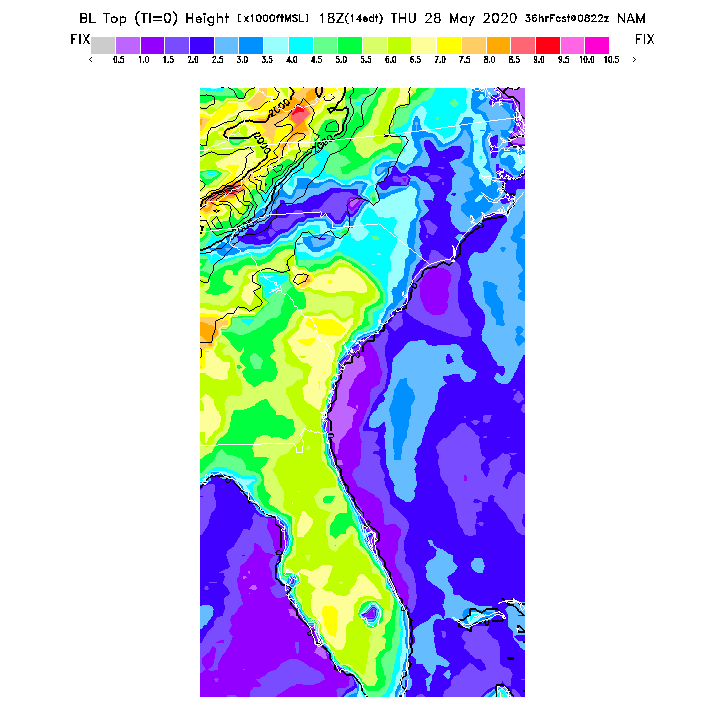 BL Top (TI=0) Height [x1000ftMSL] 18Z(14edt) THU 28 May 2020 36hrFcst@0822z NAM
FIX FIX
< 0.5 1.0 1.5 2.0 2.5 3.0 3.5 4.0 4.5 5.0 5.5 6.0 6.5 7.0 7.5 8.0 8.5 9.0 9.5 10.0 10.5 >
2000
2000